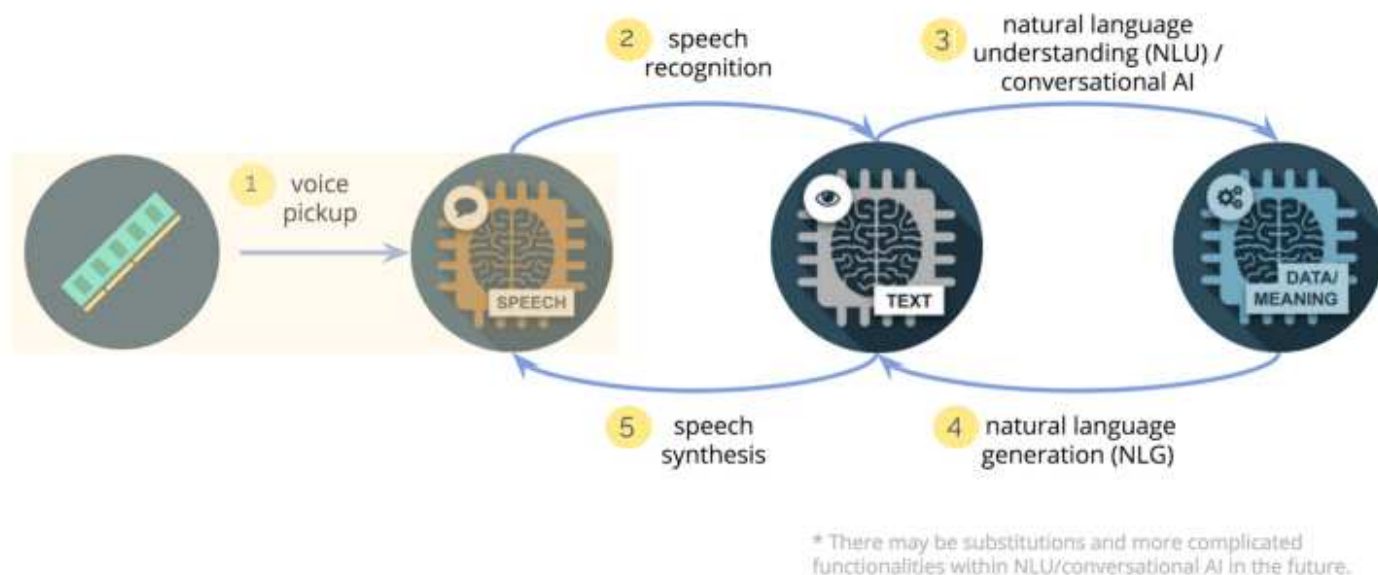 1 voice
pickup
SPEECH
2 speech
recognition
TEXT
3 natural language
understanding (NLU) /
conversational AI
DATA/
MEANING
4 natural language
generation (NLG)
5 speech
synthesis
* There may be substitutions and more complicated
functionalities within NLU/conversational AI in the future.